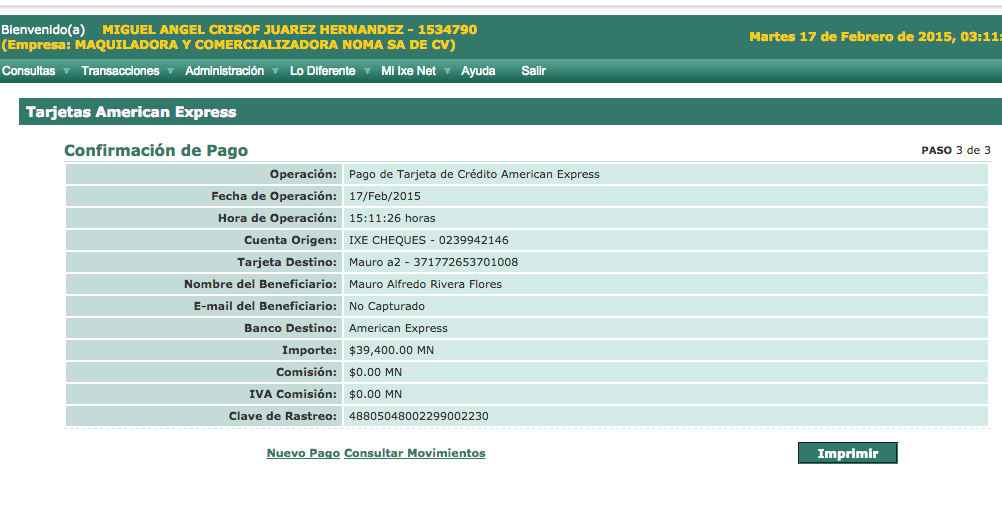 Bienvenido(a) MIGUEL ANGEL CRISOF JUAREZ HERNANDEZ - 1534790
(Empresa: MAQUILADORA Y COMERCIALIZADORA NOMA SA DE CV)
Martes 17 de Febrero de 2015, 03:11:
Consultas Transacciones Administración Lo Diferente Mi Ixe Net Ayuda Salir
Tarjetas American Express
Confirmación de Pago PASO 3 de 3
Operación: Pago de Tarjeta de Crédito American Express
Fecha de Operación: 17/Feb/2015
Hora de Operación: 15:11:26 horas
Cuenta Origen: IXE CHEQUES - 0239942146
Tarjeta Destino: Mauro a2 - 371772653701008
Nombre del Beneficiario: Mauro Alfredo Rivera Flores
E-mail del Beneficiario: No Capturado
Banco Destino: American Express
Importe: $39,400.00 MN
Comisión: $0.00 MN
IVA Comisión: $0.00 MN
Clave de Rastreo: 48805048002299002230
Nuevo Pago Consultar Movimientos Imprimir